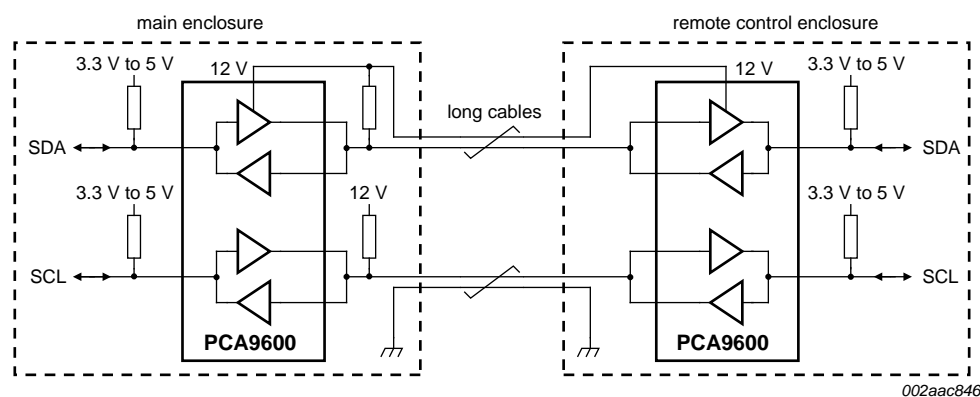 main enclosure
remote control enclosure
3.3 V to 5 V
12 V
12 V
3.3 V to 5 V
long cables
SDA
SDA
3.3 V to 5 V
12 V
3.3 V to 5 V
SCL
SCL
PCA9600
PCA9600
002aac846